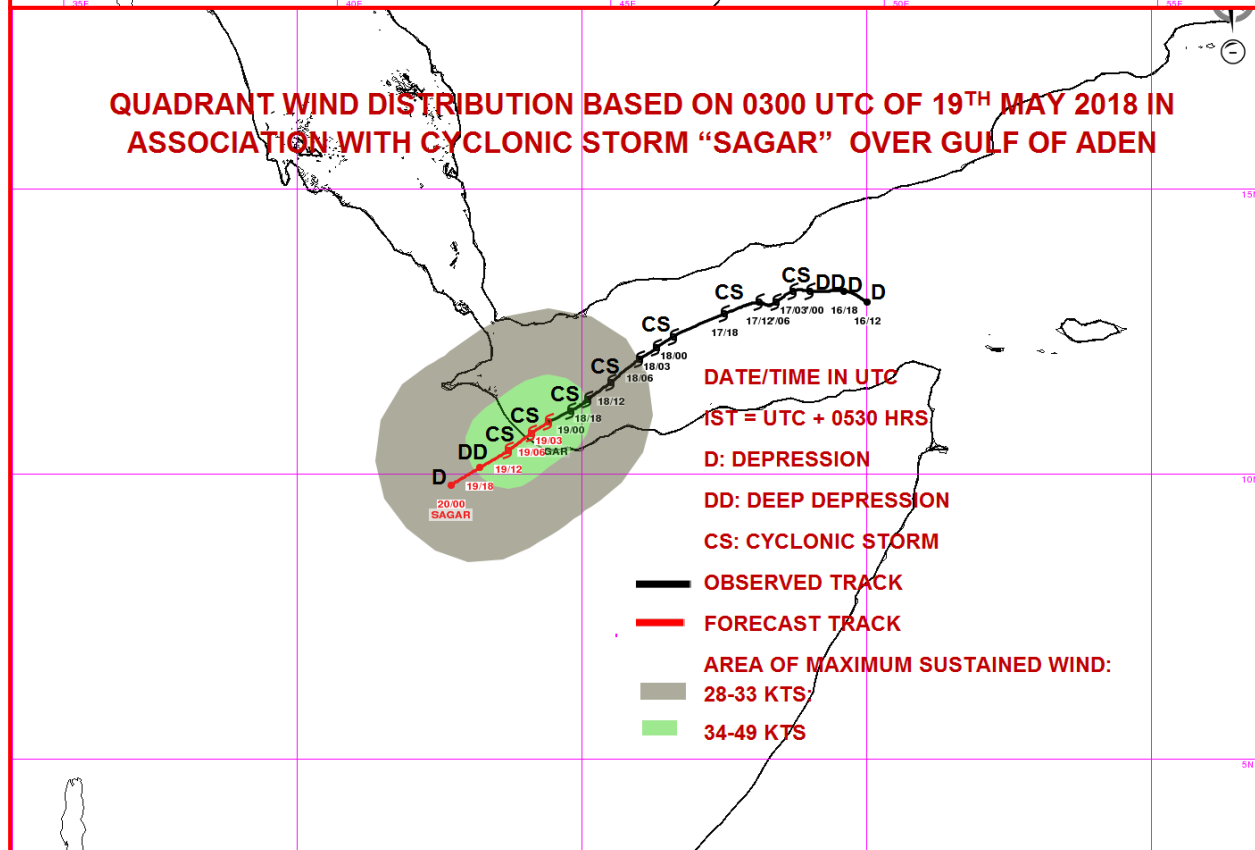 35E 40E 45E 50E 55E
QUADRANT WIND DISTRIBUTION BASED ON 0300 UTC OF 19TH MAY 2018 IN
ASSOCIATION WITH CYCLONIC STORM “SAGAR” OVER GULF OF ADEN
15N
CS DD D D
CS 17/12 /06 17/03 /00 16/18 16/12
17/18
CS 18/00
18/03
18/06
CS 18/12
CS 18/18
19/00
CS 19/03
19/06 GAR
CS 19/12
DD 19/18
D
20/00
SAGAR
DATE/TIME IN UTC
IST = UTC + 0530 HRS
D: DEPRESSION
10N
DD: DEEP DEPRESSION
CS: CYCLONIC STORM
OBSERVED TRACK
FORECAST TRACK
AREA OF MAXIMUM SUSTAINED WIND:
28-33 KTS:
34-49 KTS
5N